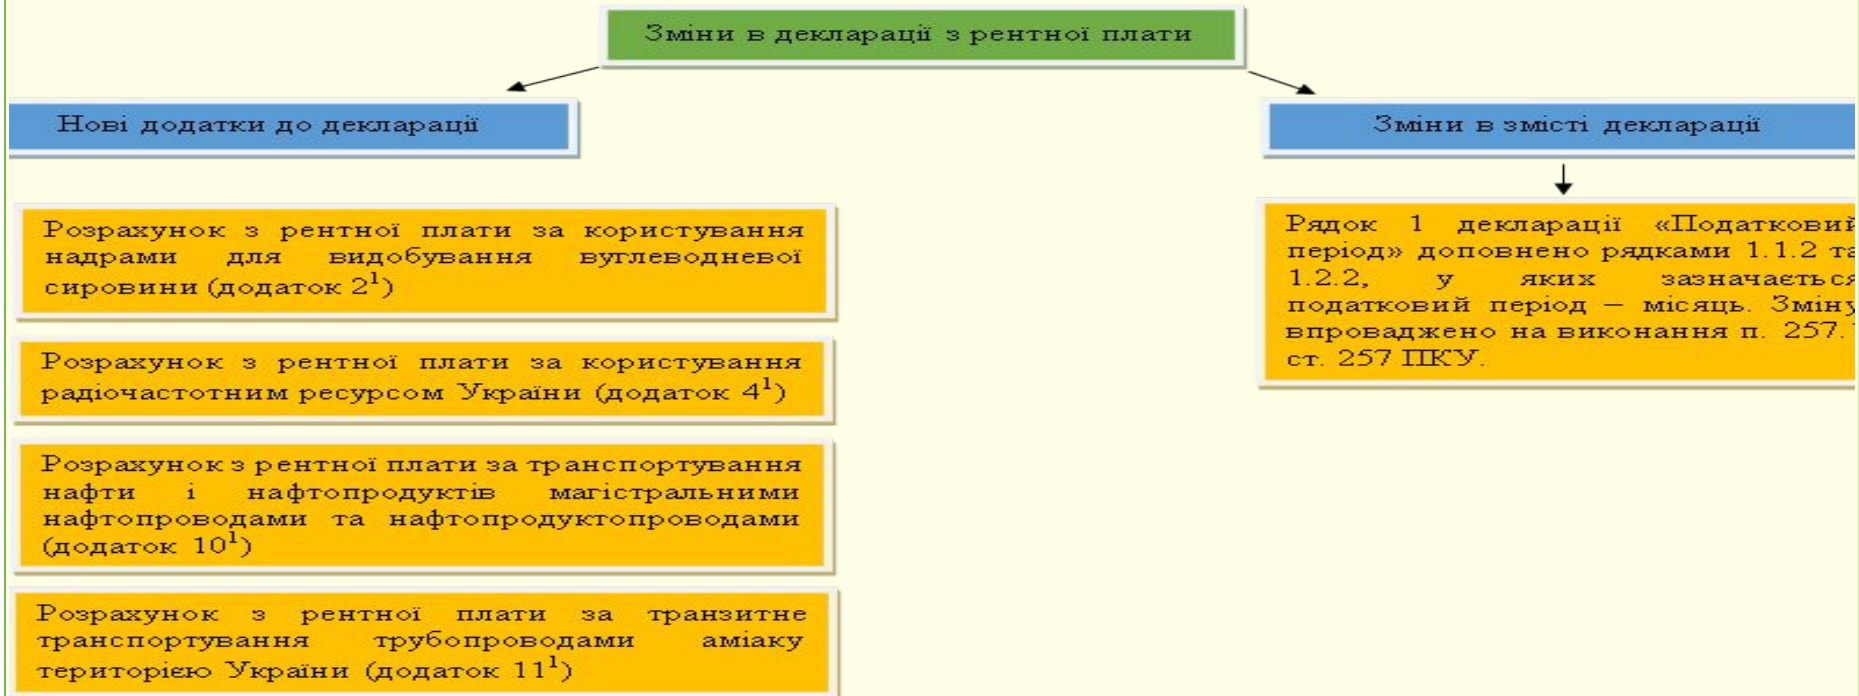 Зміни в декларації з рентної плати
Нові додатки до декларації
Розрахунок з рентної плати за користування
надрами для видобування вуглеводневої
сировини (додаток 2¹)
Розрахунок з рентної плати за користування
радіочастотним ресурсом України (додаток 4¹)
Розрахунок з рентної плати за транспортування
нафти і нафтопродуктів магістральними
нафтопроводами та нафтопродуктопроводами
(додаток 10¹)
Розрахунок з рентної плати за транзитне
транспортування трубопроводами аміаку
територією України (додаток 11¹)
Зміни в змісті декларації
Рядок 1 декларації «Податковий
період» доповнено рядками 1.1.2 та
1.2.2, у яких зазначається
податковий період – місяць. Зміну
впроваджено на виконання п. 257.
ст. 257 ПКУ.